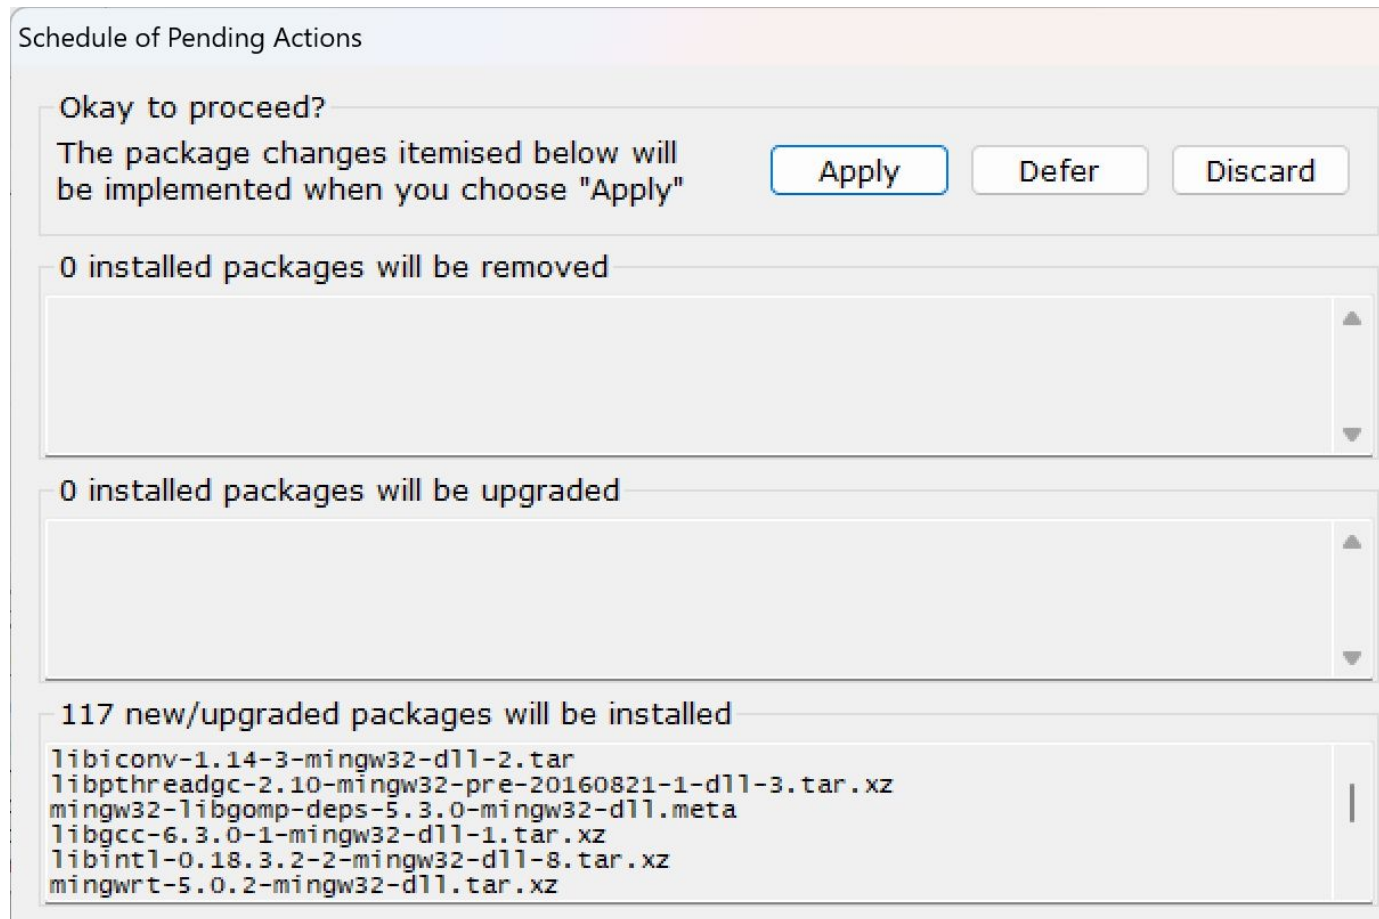 Schedule of Pending Actions
Okay to proceed?
The package changes itemised below will
be implemented when you choose "Apply"
Apply
Defer
Discard
0 installed packages will be removed
0 installed packages will be upgraded
117 new/upgraded packages will be installed
libiconv-1.14-3-mingw32-dll-2.tar
libpthreadgc-2.10-mingw32-pre-20160821-1-dll-3.tar.xz
mingw32-libgomp-deps-5.3.0-mingw32-dll.meta
libgcc-6.3.0-1-mingw32-dll-1.tar.xz
libintl-0.18.3.2-2-mingw32-dll-8.tar.xz
mingwrt-5.0.2-mingw32-dll.tar.xz